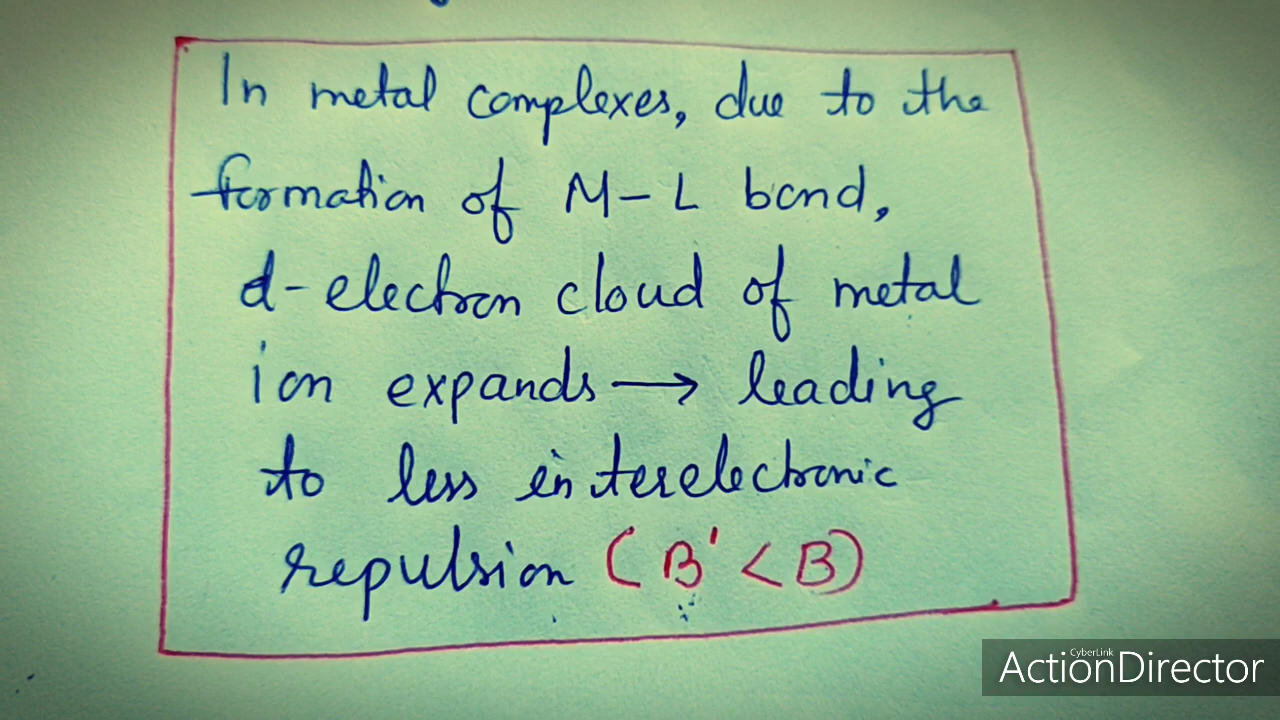 In metal complexes, due to the
formation of M-L bond,
d-electron cloud of metal
ion expands → leading
to less interelectronic
repulsion (B' < B)
CyberLink
ActionDirector